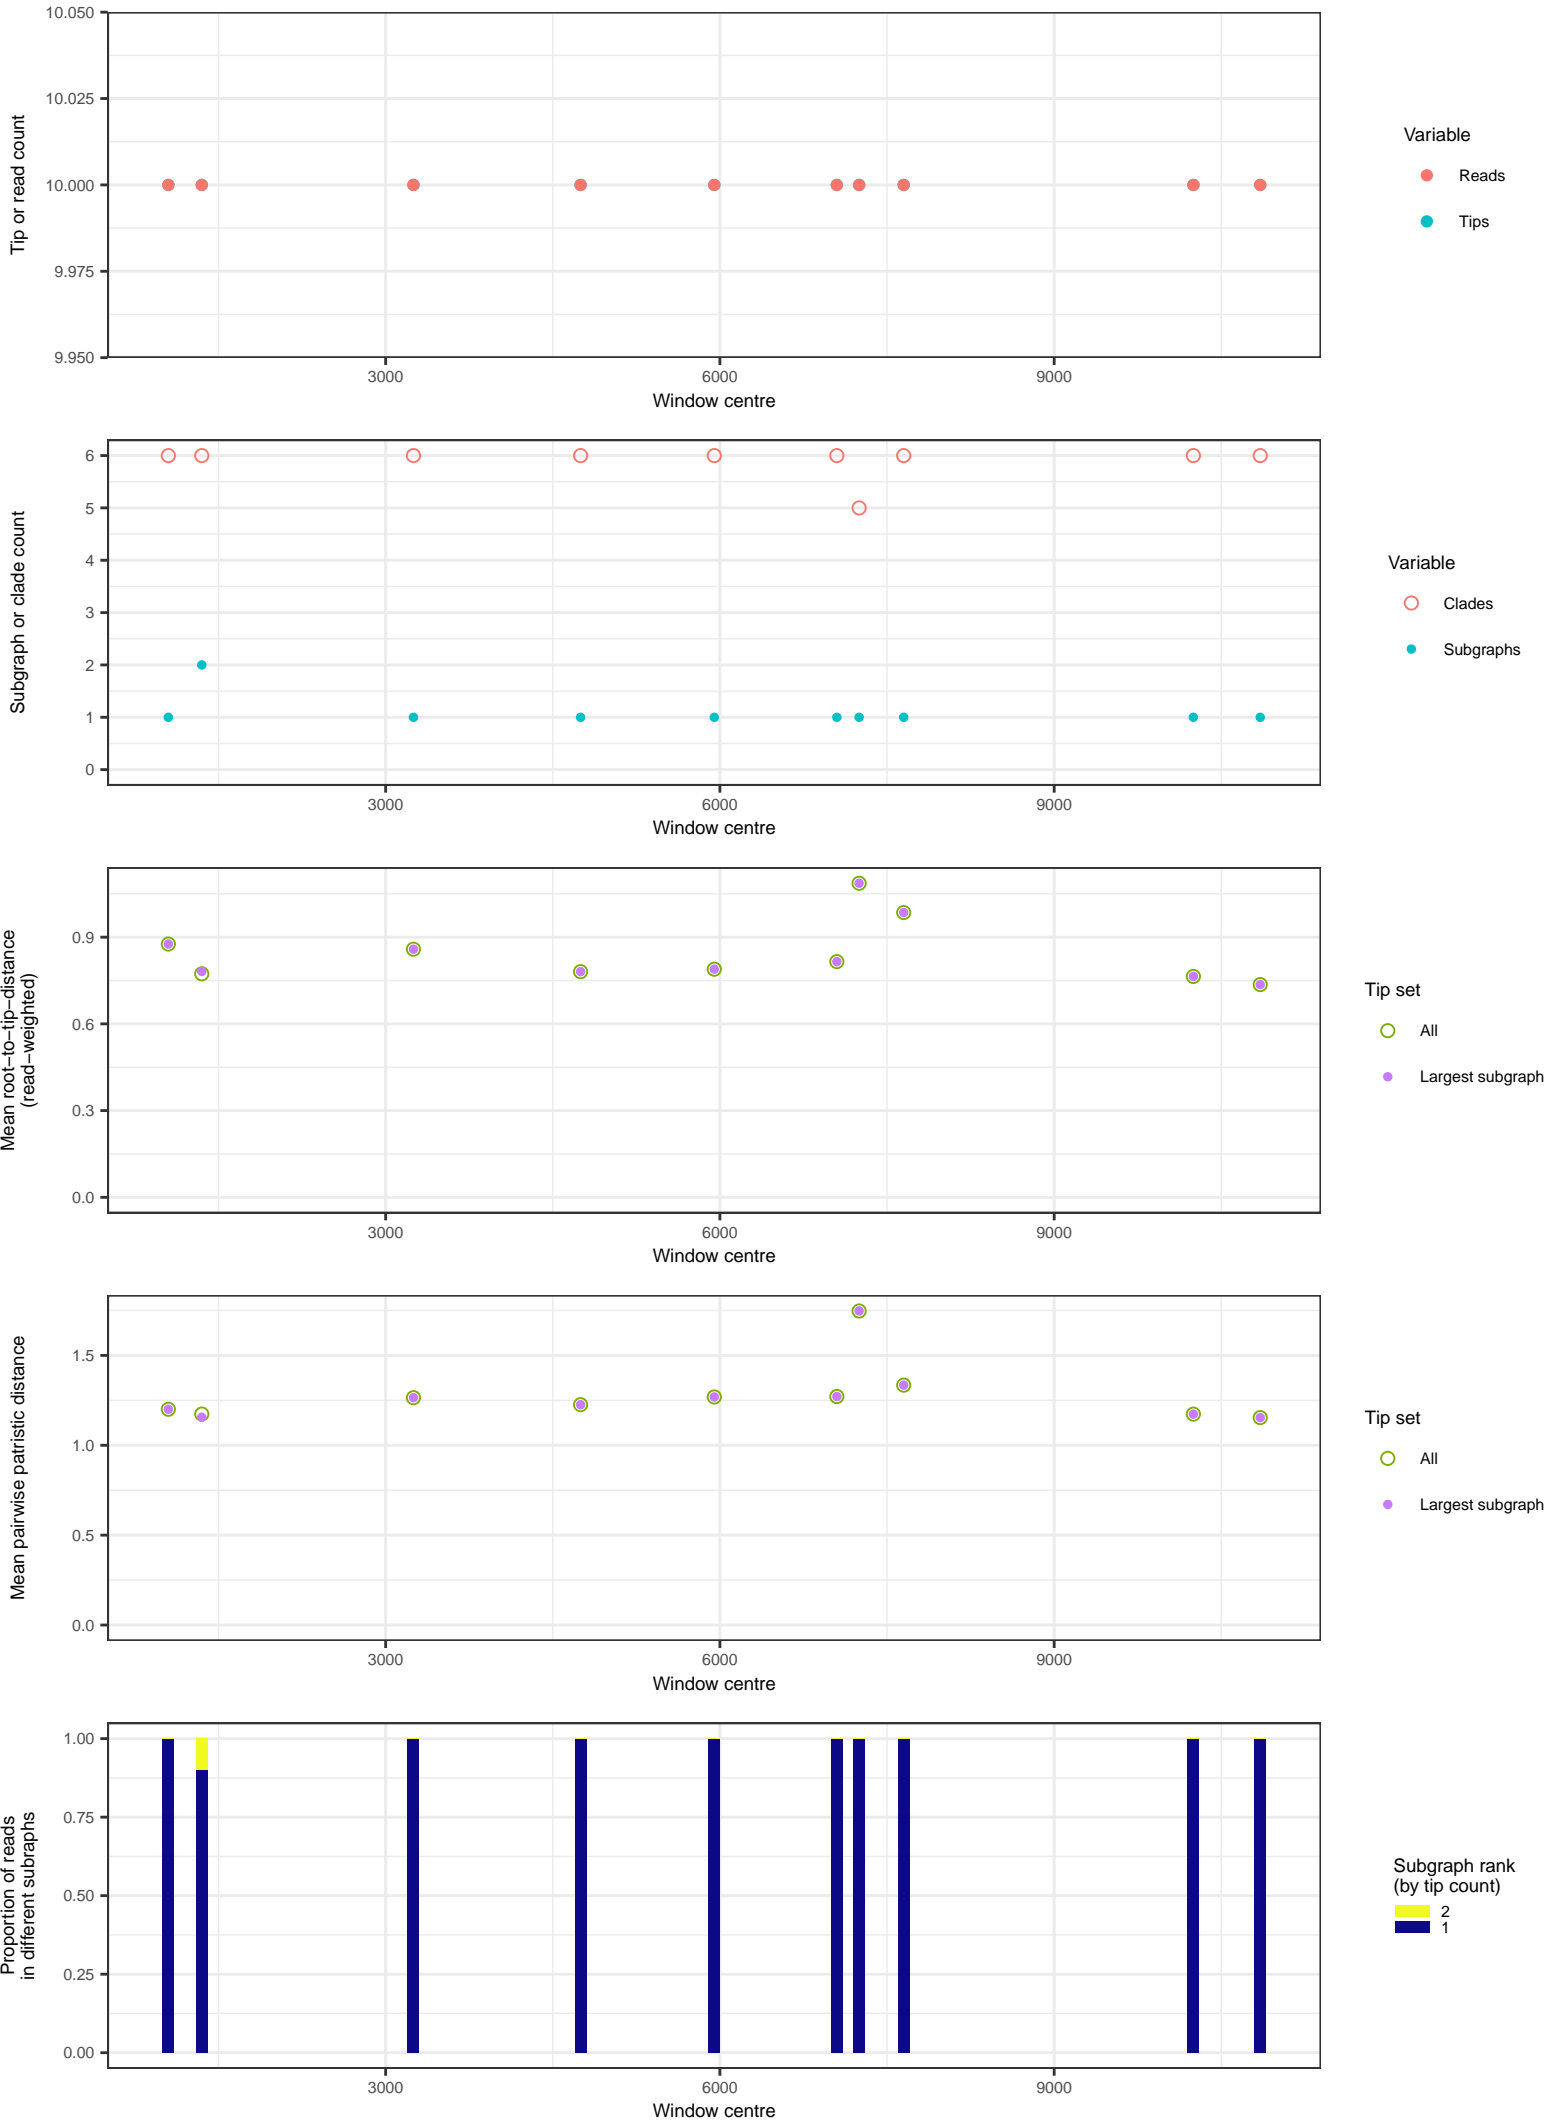 10.050
10.025
10.000
9.975
9.950
Tip or read count
3000 6000 9000
Window centre
Variable
Reads
Tips
6
5
4
3
2
1
0
Subgraph or clade count
3000 6000 9000
Window centre
Variable
Clades
Subgraphs
0.9
0.6
0.3
0.0
Mean root−to−tip−distance
(read−weighted)
3000 6000 9000
Window centre
Tip set
All
Largest subgraph
1.5
1.0
0.5
0.0
Mean pairwise patristic distance
3000 6000 9000
Window centre
Tip set
All
Largest subgraph
1.00
0.75
0.50
0.25
0.00
Proportion of reads
in different subraphs
3000 6000 9000
Window centre
Subgraph rank
(by tip count)
2
1